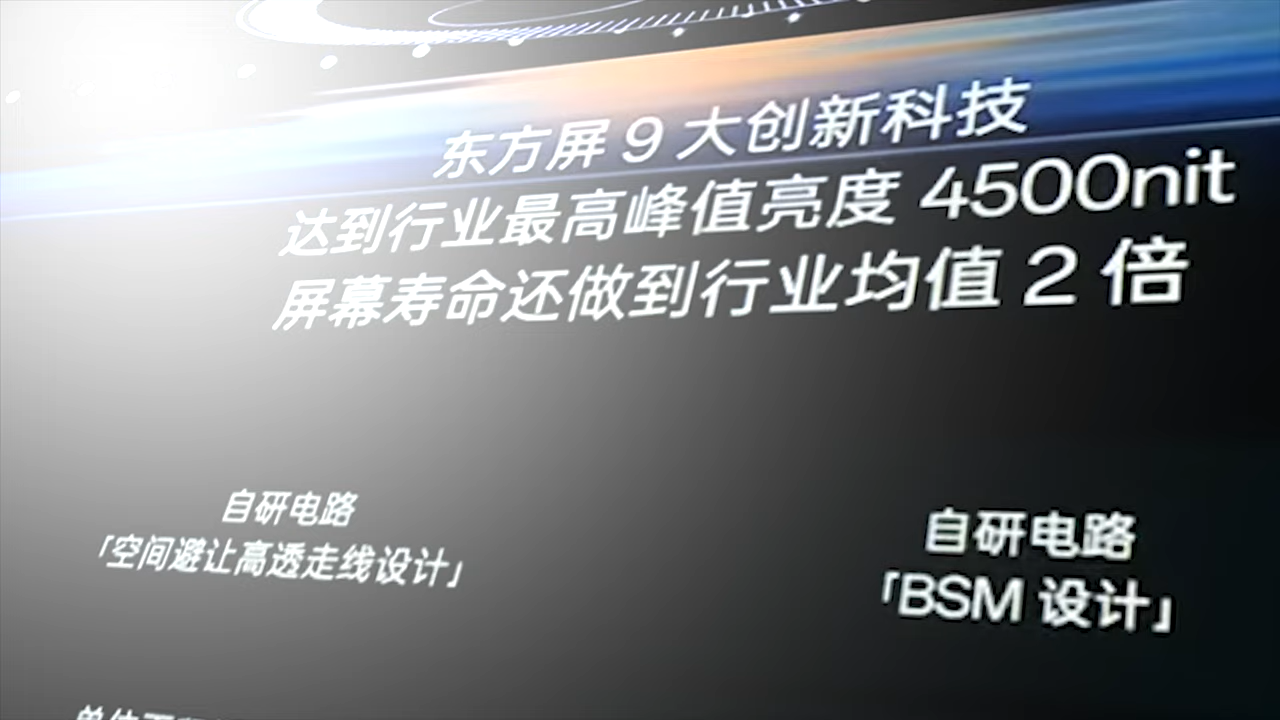 东方屏 9 大创新科技
达到行业最高峰值亮度 4500nit
屏幕寿命还做到行业均值 2 倍
自研电路
「空间避让高透走线设计」
自研电路
「BSM 设计」